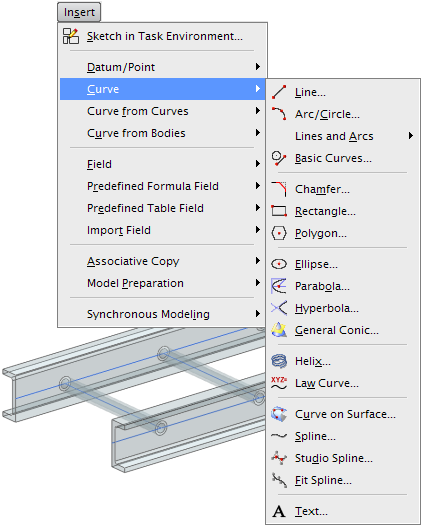 Insert
Sketch in Task Environment...
Datum/Point
Curve
Curve from Curves
Curve from Bodies
Field
Predefined Formula Field
Predefined Table Field
Import Field
Associative Copy
Model Preparation
Synchronous Modeling
Line...
Arc/Circle...
Lines and Arcs
Basic Curves...
Chamfer...
Rectangle...
Polygon...
Ellipse...
Parabola...
Hyperbola...
General Conic...
Helix...
XYZ= Law Curve...
Curve on Surface...
Spline...
Studio Spline...
Fit Spline...
A Text...